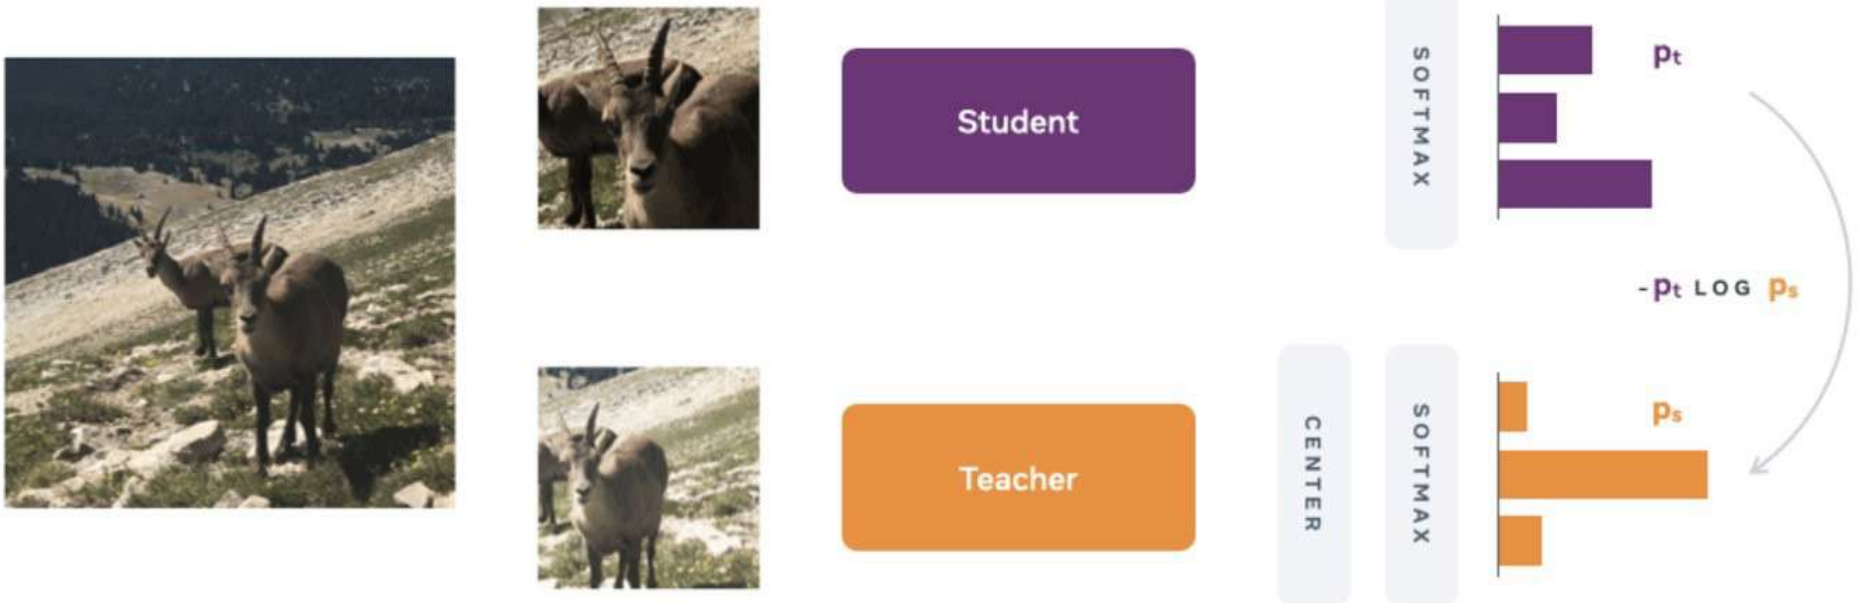 Student
SOFTMAX
pt
-pt LOG ps
Teacher
CENTER
SOFTMAX
ps